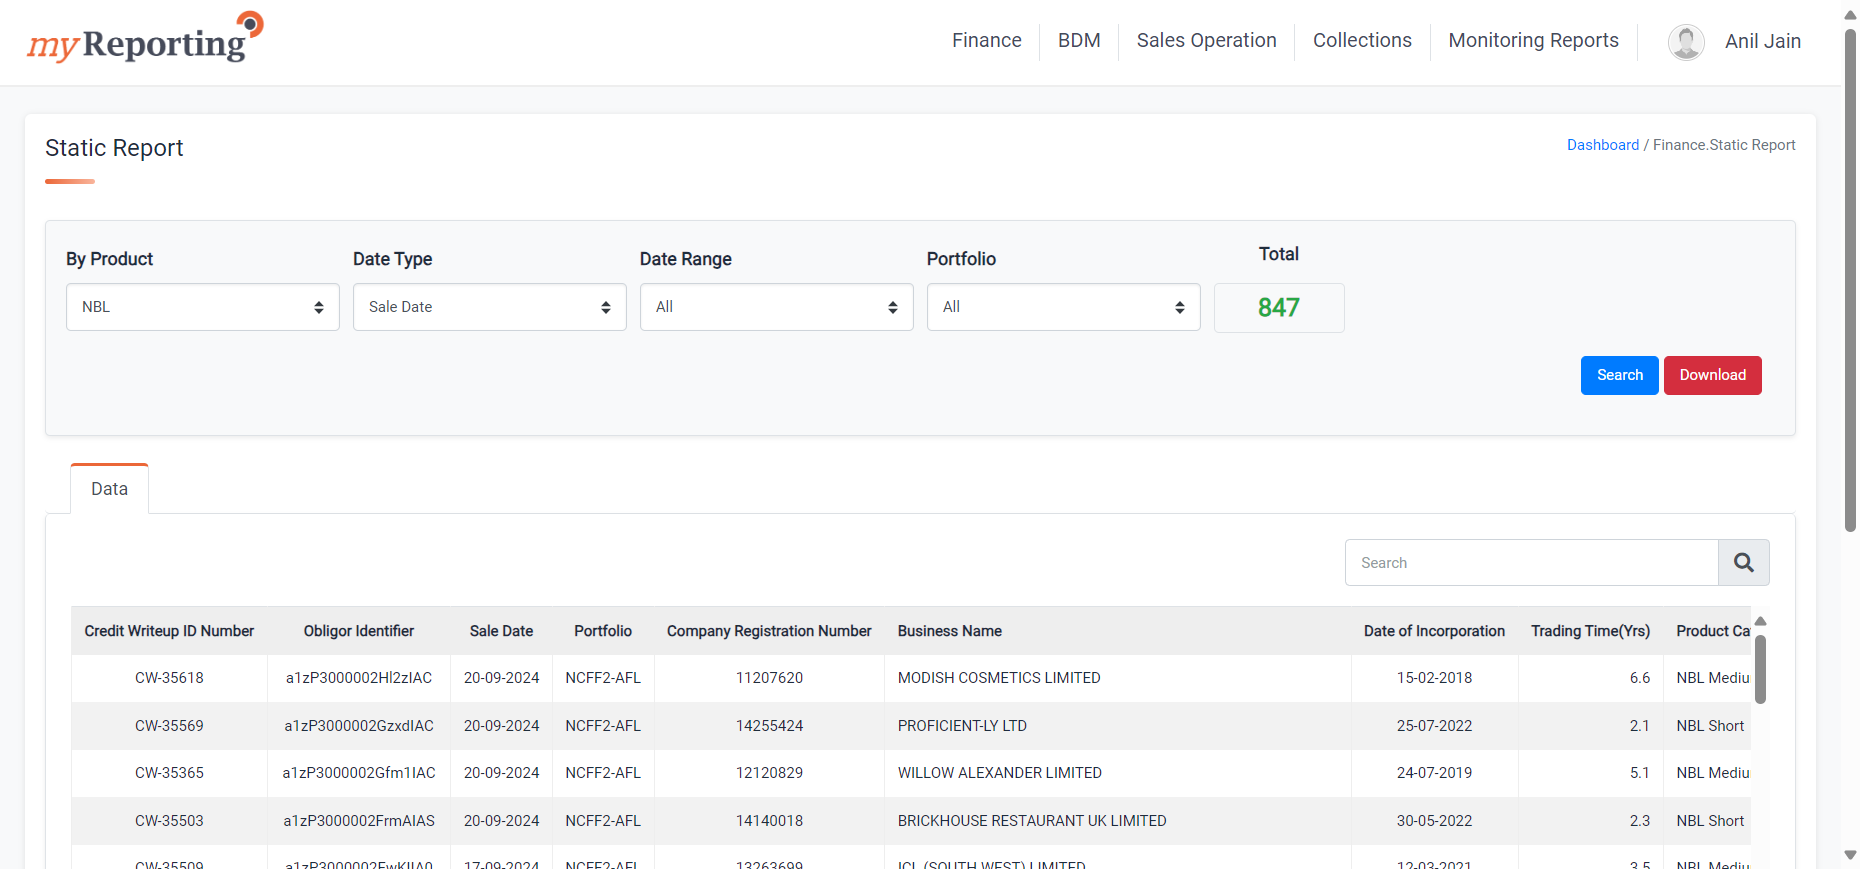 myReporting
Finance BDM Sales Operation Collections Monitoring Reports Anil Jain
Static Report
Dashboard / Finance.Static Report
By Product Date Type Date Range Portfolio Total
NBL Sale Date All All 847
Search Download
Data
Search
Credit Writeup ID Number Obligor Identifier Sale Date Portfolio Company Registration Number Business Name Date of Incorporation Trading Time(Yrs) Product Ca
CW-35618 a1zP3000002Hl2zIAC 20-09-2024 NCFF2-AFL 11207620 MODISH COSMETICS LIMITED 15-02-2018 6.6 NBL Mediu
CW-35569 a1zP3000002GzxdIAC 20-09-2024 NCFF2-AFL 14255424 PROFICIENT-LY LTD 25-07-2022 2.1 NBL Short
CW-35365 a1zP3000002Gfm1IAC 20-09-2024 NCFF2-AFL 12120829 WILLOW ALEXANDER LIMITED 24-07-2019 5.1 NBL Mediu
CW-35503 a1zP3000002FrmAIAS 20-09-2024 NCFF2-AFL 14140018 BRICKHOUSE RESTAURANT UK LIMITED 30-05-2022 2.3 NBL Short
CW-35509 17-09-2024 NCFF2-AFL 13263699 ICL (SOUTH WEST) LIMITED 12-03-2021 3.5 NBL Mediu